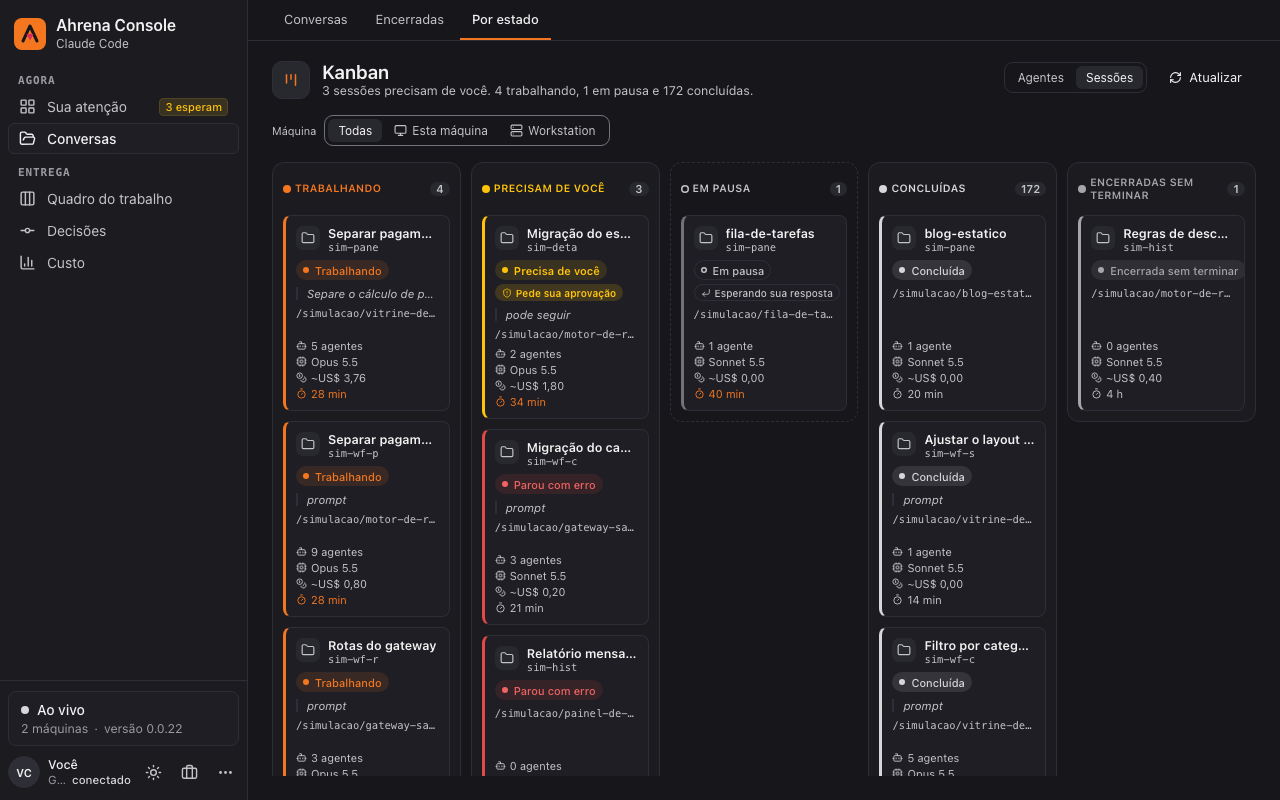 Ahrena Console
Claude Code
AGORA
Sua atenção
3 esperam
Conversas
ENTREGA
Quadro do trabalho
Decisões
Custo
Ao vivo
2 máquinas · versão 0.0.22
VC
Você
G... conectado
Conversas
Encerradas
Por estado
Kanban
3 sessões precisam de você. 4 trabalhando, 1 em pausa e 172 concluídas.
Agentes
Sessões
Atualizar
Máquina
Todas
Esta máquina
Workstation
TRABALHANDO
4
Separar pagam...
sim-pane
Trabalhando
Separe o cálculo de p...
/simulacao/vitrine-de...
5 agentes
Opus 5.5
~US$ 3,76
28 min
Separar pagam...
sim-wf-p
Trabalhando
prompt
/simulacao/motor-de-r...
9 agentes
Opus 5.5
~US$ 0,80
28 min
Rotas do gateway
sim-wf-r
Trabalhando
prompt
/simulacao/gateway-sa...
3 agentes
Opus 5.5
PRECISAM DE VOCÊ
3
Migração do es...
sim-deta
Precisa de você
Pede sua aprovação
pode seguir
/simulacao/motor-de-r...
2 agentes
Opus 5.5
~US$ 1,80
34 min
Migração do ca...
sim-wf-c
Parou com erro
prompt
/simulacao/gateway-sa...
3 agentes
Sonnet 5.5
~US$ 0,20
21 min
Relatório mensa...
sim-hist
Parou com erro
/simulacao/painel-de-...
0 agentes
EM PAUSA
1
fila-de-tarefas
sim-pane
Em pausa
Esperando sua resposta
/simulacao/fila-de-ta...
1 agente
Sonnet 5.5
~US$ 0,00
40 min
CONCLUÍDAS
172
blog-estatico
sim-pane
Concluída
/simulacao/blog-estat...
1 agente
Sonnet 5.5
~US$ 0,00
20 min
Ajustar o layout ...
sim-wf-s
Concluída
prompt
/simulacao/vitrine-de...
1 agente
Sonnet 5.5
~US$ 0,00
14 min
Filtro por categ...
sim-wf-c
Concluída
prompt
/simulacao/vitrine-de...
5 agentes
Opus 5.5
ENCERRADAS SEM
TERMINAR
1
Regras de desc...
sim-hist
Encerrada sem terminar
/simulacao/motor-de-r...
0 agentes
Sonnet 5.5
~US$ 0,40
4 h